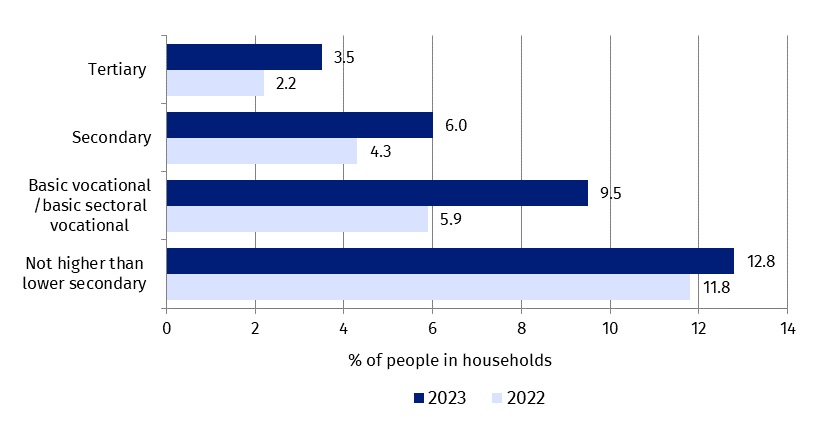 Tertiary
3.5
2.2
Secondary
6.0
4.3
Basic vocational
/basic sectoral
vocational
9.5
5.9
Not higher than
lower secondary
12.8
11.8
0 2 4 6 8 10 12 14
% of people in households
2023 2022